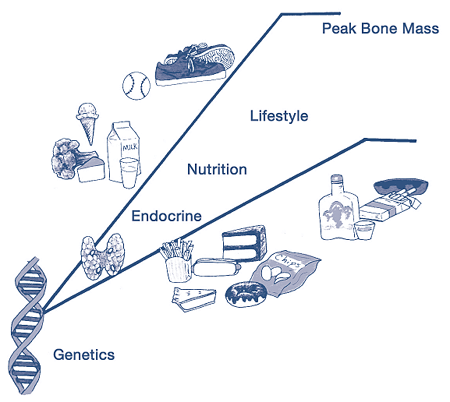 Peak Bone Mass
Lifestyle
MILK
Nutrition
Endocrine
Chips
Genetics